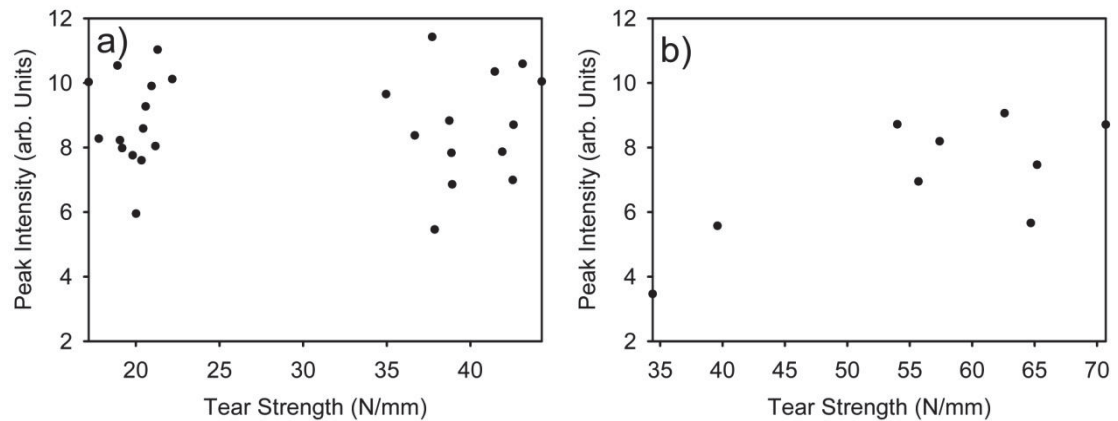 a)
Peak Intensity (arb. Units)
12
10
8
6
4
2
20 25 30 35 40
Tear Strength (N/mm)
b)
Peak Intensity (arb. Units)
12
10
8
6
4
2
35 40 45 50 55 60 65 70
Tear Strength (N/mm)